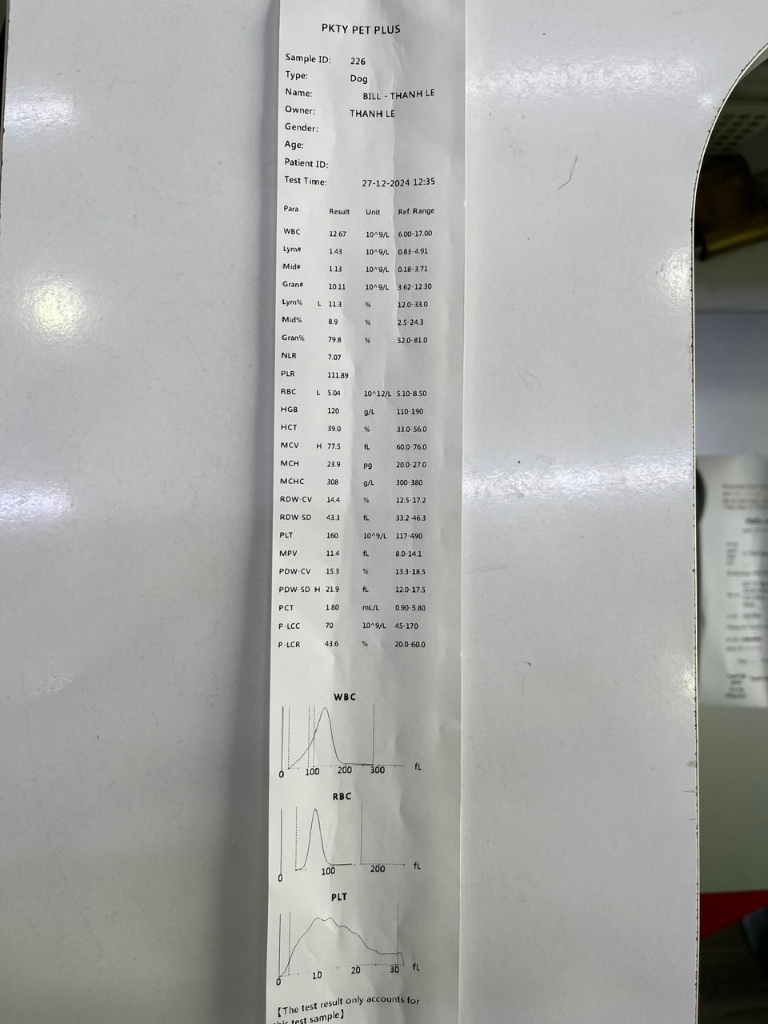 PKTY PET PLUS
Sample ID: 226
Type: Dog
Name: BILL - THANH LE
Owner: THANH LE
Gender:
Age:
Patient ID:
Test Time: 27-12-2024 12:35
Para Result Unit Ref. Range
WBC 12.67 10^9/L 6.00-17.00
Lym# 1.43 10^9/L 0.83-4.91
Mid# 1.13 10^9/L 0.18-3.71
Gran# 10.11 10^9/L 3.62-12.30
Lym% L 11.3 % 12.0-33.0
Mid% 8.9 % 2.5-24.3
Gran% 79.8 % 52.0-81.0
NLR 7.07
PLR 111.89
RBC L 5.04 10^12/L 5.10-8.50
HGB 120 g/L 110-190
HCT 39.0 % 33.0-56.0
MCV H 77.5 fL 60.0-76.0
MCH 23.9 pg 20.0-27.0
MCHC 308 g/L 300-380
RDW-CV 14.4 % 12.5-17.2
RDW-SD 43.3 fL 33.2-46.3
PLT 160 10^9/L 117-490
MPV 11.4 fL 8.0-14.1
PDW-CV 15.3 % 13.3-18.5
PDW-SD H 21.9 fL 12.0-17.5
PCT 1.80 mL/L 0.90-5.80
P-LCC 70 10^9/L 45-170
P-LCR 43.6 % 20.0-60.0
WBC
0 100 200 300 fL
RBC
0 100 200 fL
PLT
0 10 20 30 fL
【The test result only accounts for
test sample】